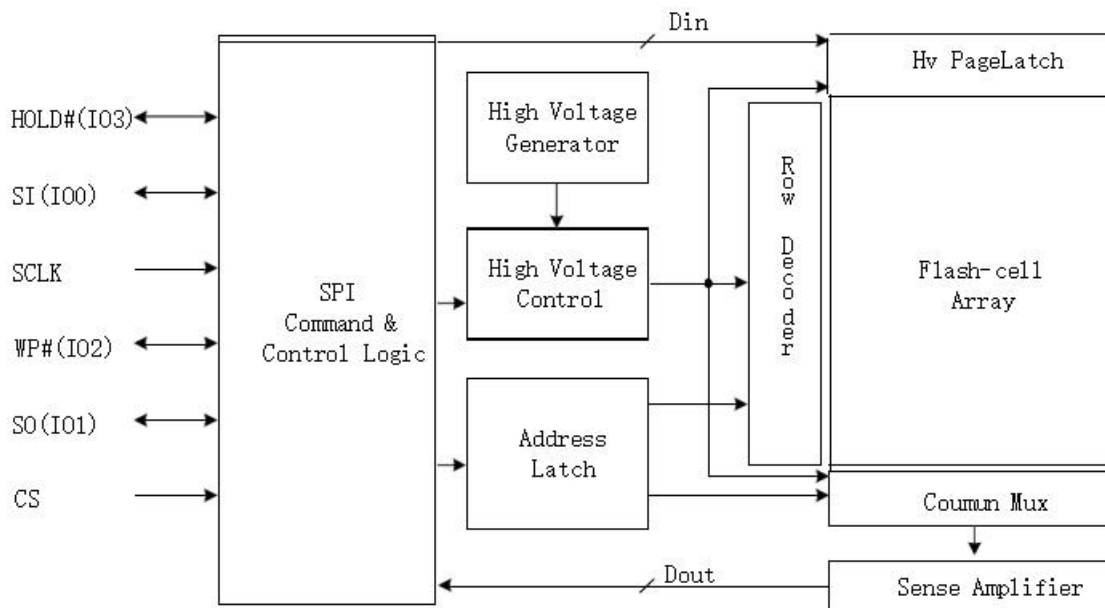 Din
Hv PageLatch
HOLD#(IO3)
High Voltage
Generator
SI(IO0)
Row Decoder
SCLK
High Voltage
Control
Flash-cell
Array
SPI
Command &
Control Logic
WP#(IO2)
SO(IO1)
Address
Latch
CS
Coumun Mux
Dout
Sense Amplifier